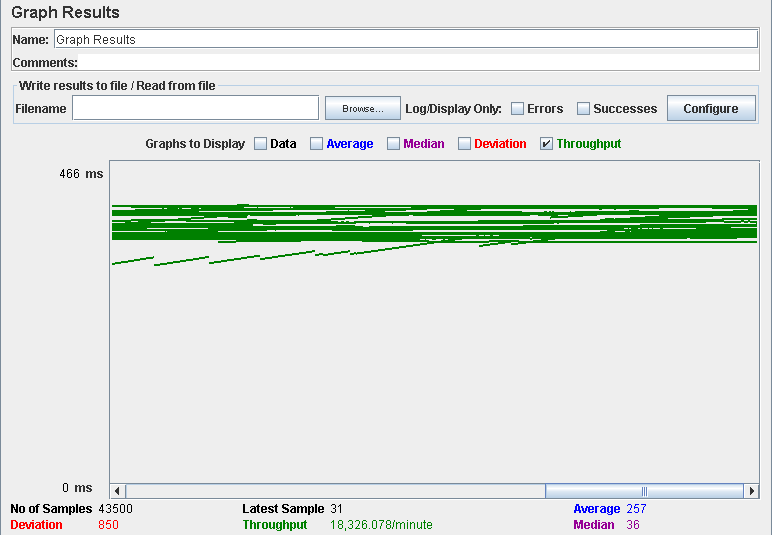 Graph Results
Name: Graph Results
Comments:
Write results to file / Read from file
Filename Browse... Log/Display Only: Errors Successes Configure
Graphs to Display Data Average Median Deviation Throughput
466 ms
0 ms
No of Samples 43500 Latest Sample 31 Average 257
Deviation 850 Throughput 18,326.078/minute Median 36